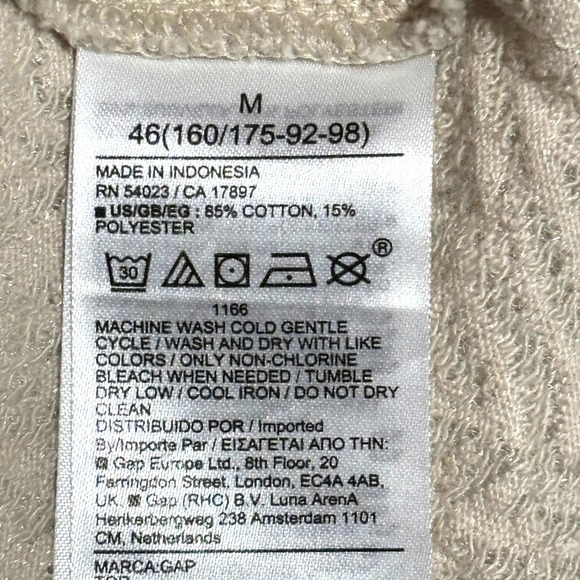 M
46(160/175-92-98)
MADE IN INDONESIA
RN 54023 / CA 17897
US/GB/EG : 85% COTTON, 15%
POLYESTER
30
®
1166
MACHINE WASH COLD GENTLE
CYCLE / WASH AND DRY WITH LIKE
COLORS / ONLY NON-CHLORINE
BLEACH WHEN NEEDED / TUMBLE
DRY LOW / COOL IRON / DO NOT DRY
CLEAN
DISTRIBUIDO POR / Imported
By/Importe Par / ΕΙΣΑΓΕΤΑΙ ΑΠΟ ΤΗΝ:
Gap Europe Ltd., 8th Floor, 20
Farringdon Street, London, EC4A 4AB,
UK. Gap (RHC) B.V. Luna ArenA
Herikerbergweg 238 Amsterdam 1101
CM, Netherlands
MARCA:GAP
TOP